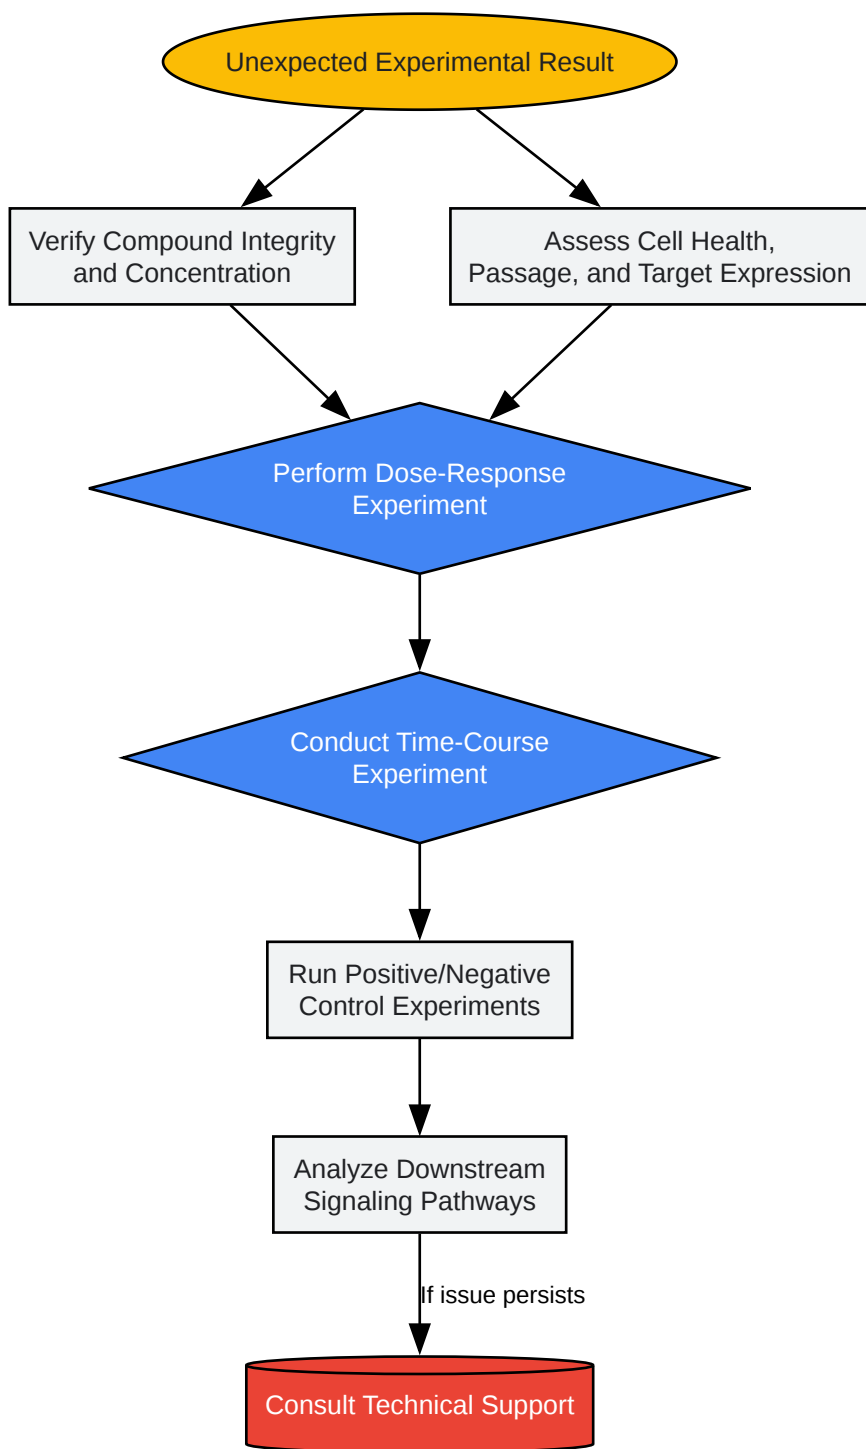 Unexpected Experimental Result
Verify Compound Integrity
and Concentration
Assess Cell Health,
Passage, and Target Expression
Perform Dose-Response
Experiment
Conduct Time-Course
Experiment
Run Positive/Negative
Control Experiments
Analyze Downstream
Signaling Pathways
If issue persists
Consult Technical Support